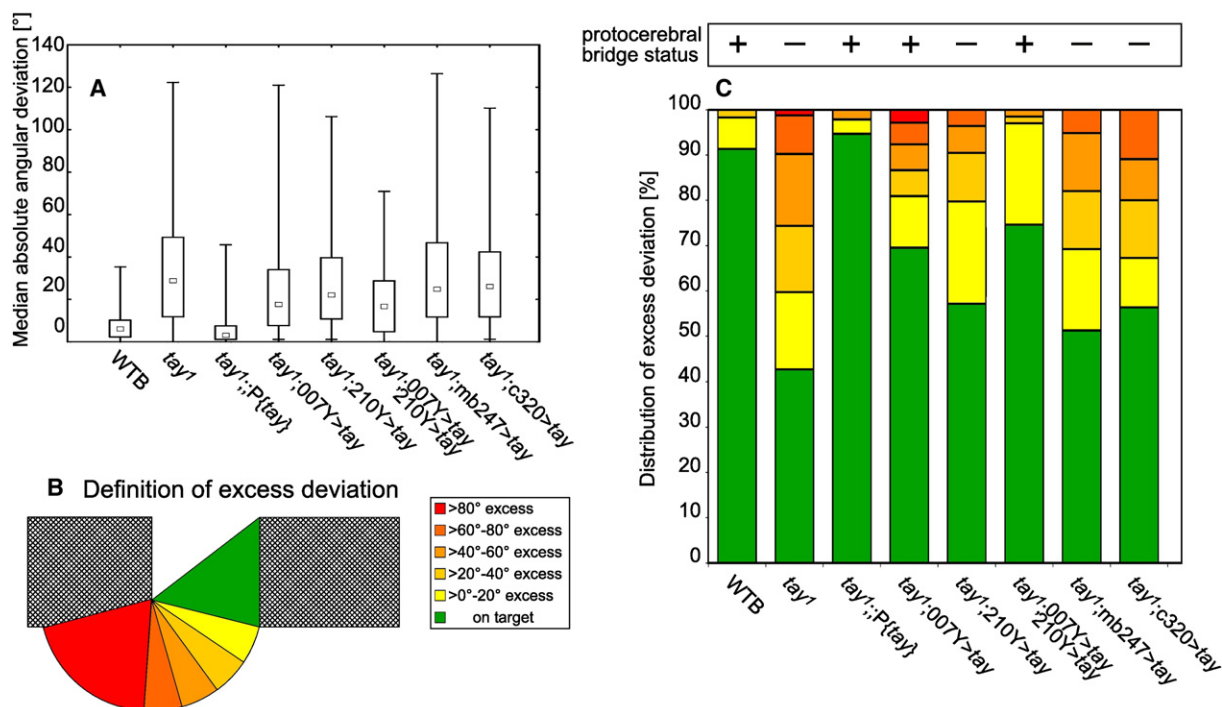 A
Median absolute angular deviation [°]
140
120
100
80
60
40
20
0
WTB
tay¹
tay¹;;P{tay}
tay¹;007Y>tay
tay¹;210Y>tay
tay¹;007Y>tay
;210Y>tay
tay¹;mb247>tay
tay¹;c320>tay
B Definition of excess deviation
>80° excess
>60°-80° excess
>40°-60° excess
>20°-40° excess
>0°-20° excess
on target
protocerebral
bridge status
+ − + + − + − −
C
Distribution of excess deviation [%]
100
90
80
70
60
50
40
30
20
10
0
WTB
tay¹
tay¹;;P{tay}
tay¹;007Y>tay
tay¹;210Y>tay
tay¹;007Y>tay
;210Y>tay
tay¹;mb247>tay
tay¹;c320>tay